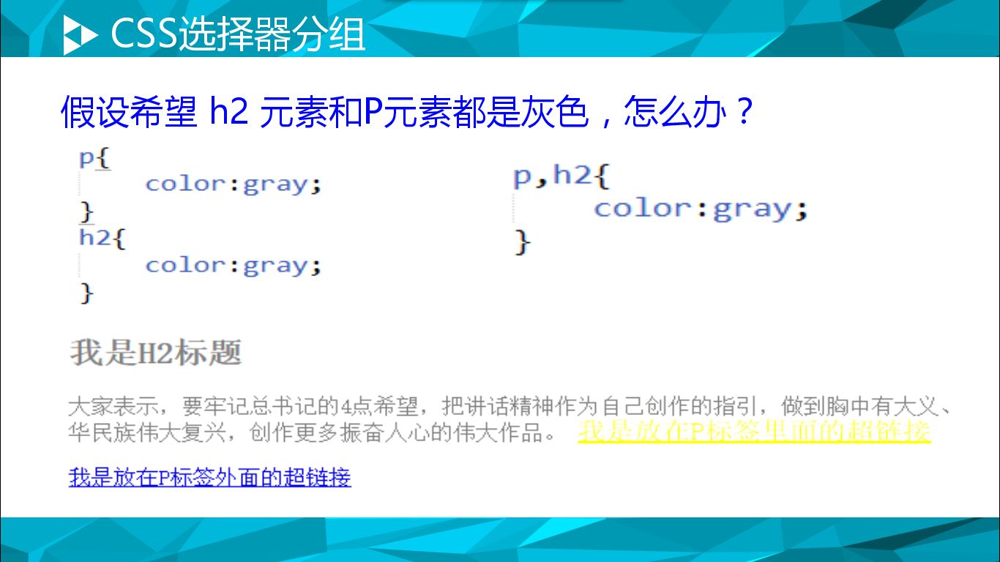 CSS选择器分组
假设希望 h2 元素和P元素都是灰色，怎么办？
p{
color:gray;
}
h2{
color:gray;
}
p,h2{
color:gray;
}
我是H2标题
大家表示，要牢记总书记的4点希望，把讲话精神作为自己创作的指引，做到胸中有大义、
华民族伟大复兴，创作更多振奋人心的伟大作品。 我是放在P标签里面的超链接
我是放在P标签外面的超链接